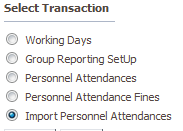 Select Transaction
Working Days
Group Reporting SetUp
Personnel Attendances
Personnel Attendance Fines
Import Personnel Attendances